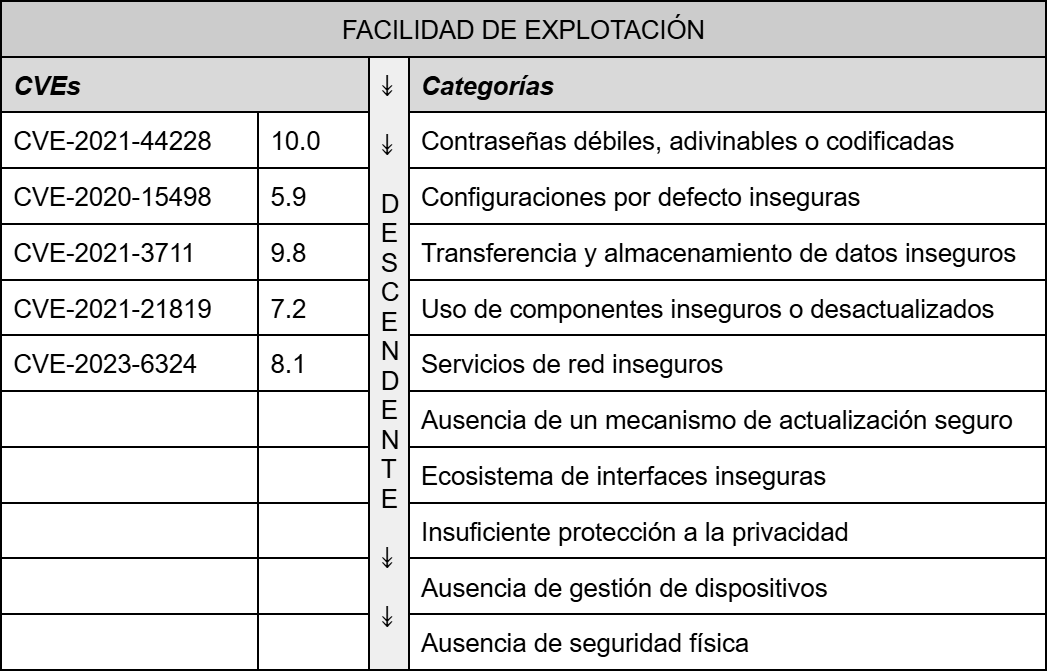 FACILIDAD DE EXPLOTACIÓN
CVEs ↡ Categorías
CVE-2021-44228 10.0 ↡ Contraseñas débiles, adivinables o codificadas
CVE-2020-15498 5.9 Configuraciones por defecto inseguras
CVE-2021-3711 9.8 Transferencia y almacenamiento de datos inseguros
CVE-2021-21819 7.2 Uso de componentes inseguros o desactualizados
CVE-2023-6324 8.1 Servicios de red inseguros
Ausencia de un mecanismo de actualización seguro
Ecosistema de interfaces inseguras
Insuficiente protección a la privacidad
Ausencia de gestión de dispositivos
Ausencia de seguridad física
DESCENDENTE
↡
↡